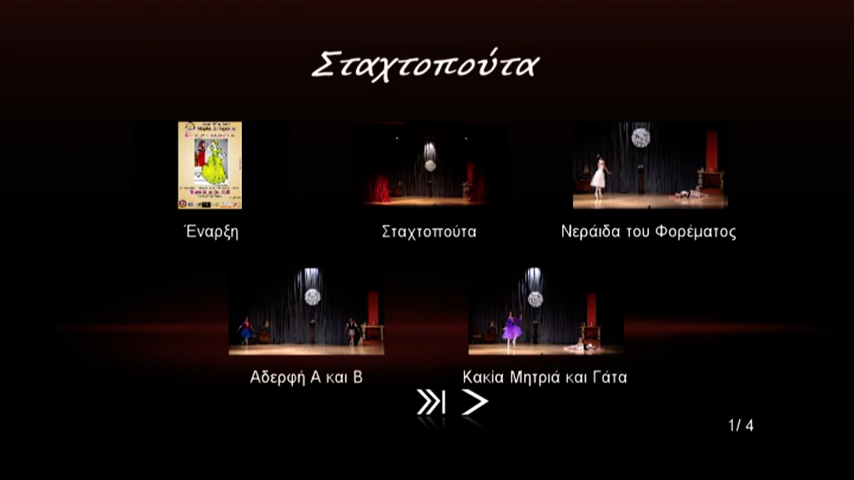 Σταχτοπούτα
Έναρξη
Σταχτοπούτα
Νεράιδα του Φορέματος
Αδερφή Α και Β
Κακία Μητριά και Γάτα
1/ 4